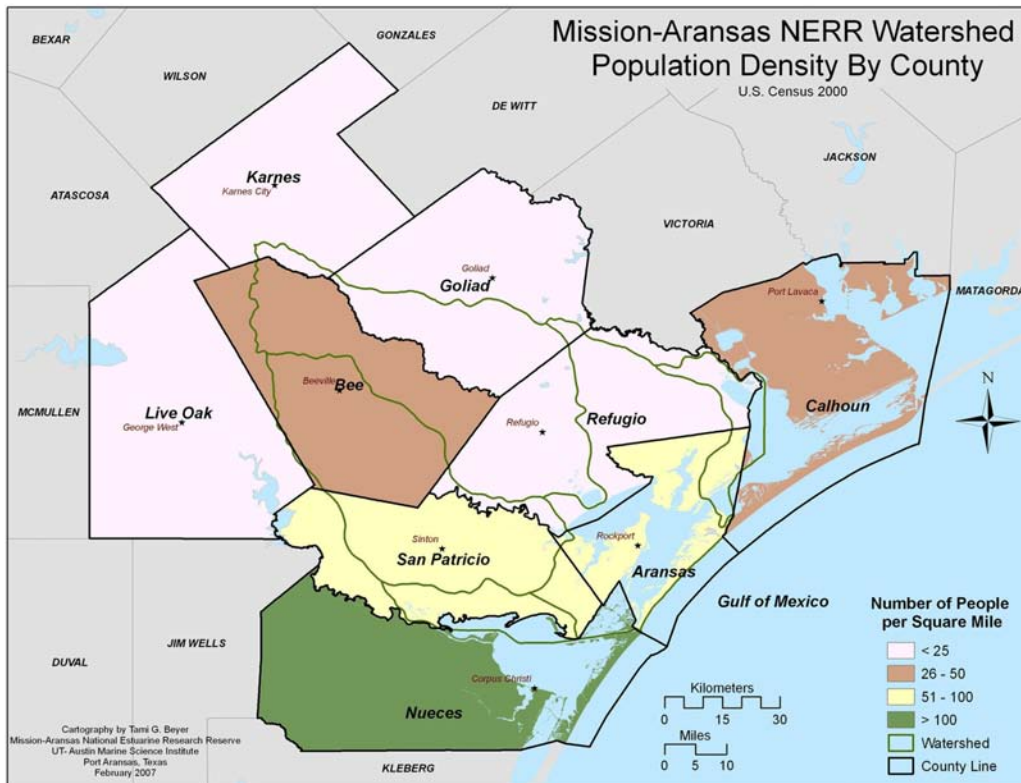 Mission-Aransas NERR Watershed
Population Density By County
U.S. Census 2000
BEXAR
GONZALES
WILSON
DE WITT
JACKSON
Karnes
Karnes City
ATASCOSA
VICTORIA
Goliad
Goliad
Port Lavaca
MATAGORDA
Beeville
Bee
MCMULLEN
Live Oak
George West
Refugio
Refugio
Calhoun
N
Sinton
San Patricio
Rockport
Aransas
Gulf of Mexico
JIM WELLS
DUVAL
Corpus Christi
Nueces
KLEBERG
Number of People
per Square Mile
< 25
26 - 50
51 - 100
> 100
Watershed
County Line
Kilometers
0 5 10 20 30
Miles
0 5 10
Cartography by Tami G. Beyer
Mission-Aransas National Estuarine Research Reserve
UT- Austin Marine Science Institute
Port Aransas, Texas
February 2007